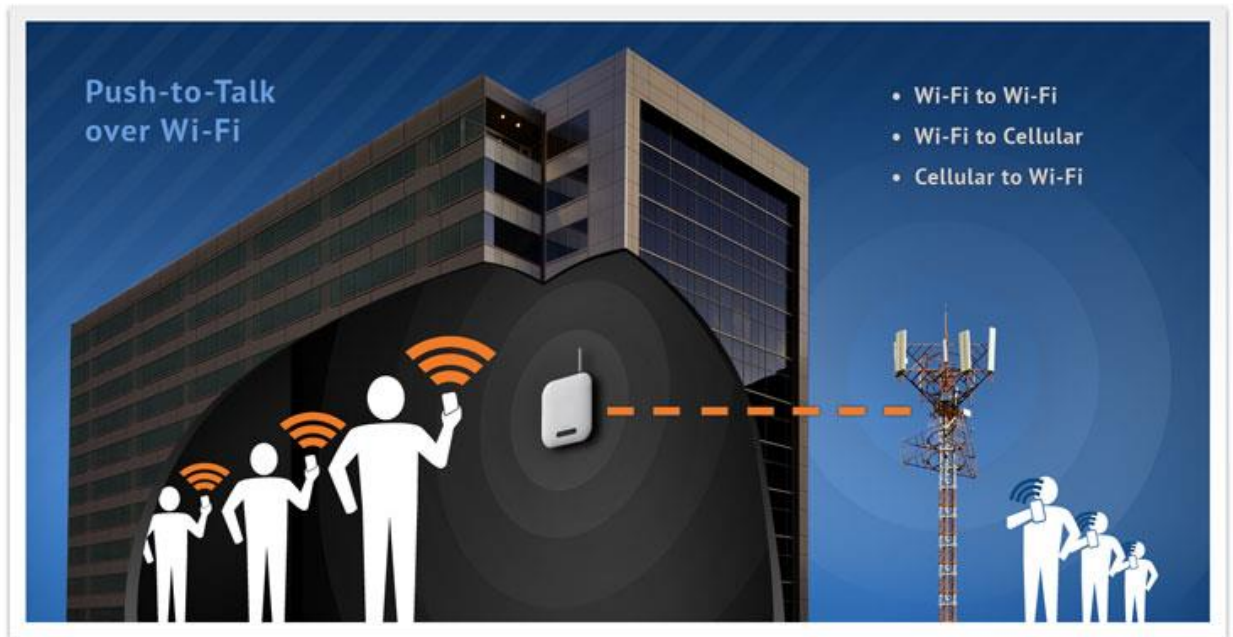 Push-to-Talk
over Wi-Fi
• Wi-Fi to Wi-Fi
• Wi-Fi to Cellular
• Cellular to Wi-Fi